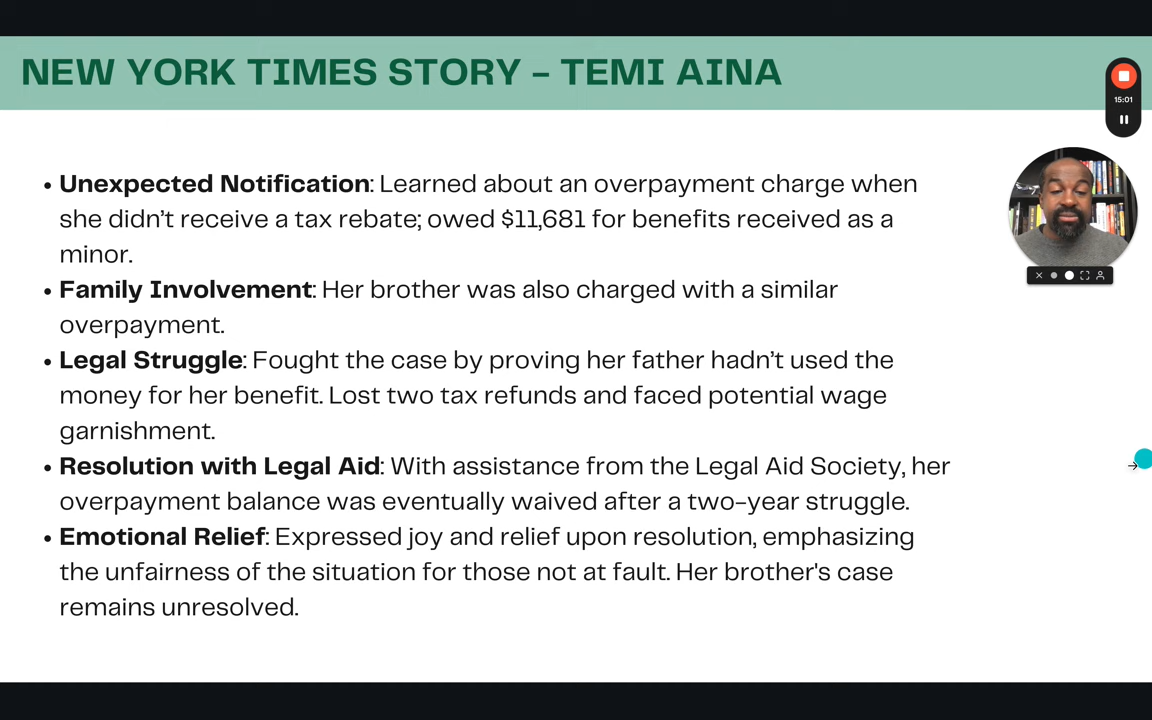 NEW YORK TIMES STORY – TEMI AINA
15:01
• Unexpected Notification: Learned about an overpayment charge when
she didn’t receive a tax rebate; owed $11,681 for benefits received as a
minor.
• Family Involvement: Her brother was also charged with a similar
overpayment.
• Legal Struggle: Fought the case by proving her father hadn’t used the
money for her benefit. Lost two tax refunds and faced potential wage
garnishment.
• Resolution with Legal Aid: With assistance from the Legal Aid Society, her
overpayment balance was eventually waived after a two-year struggle.
• Emotional Relief: Expressed joy and relief upon resolution, emphasizing
the unfairness of the situation for those not at fault. Her brother's case
remains unresolved.